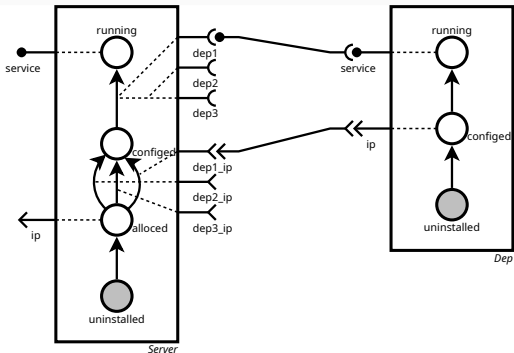 running
service
dep1
dep2
dep3
configed
dep1_ip
dep2_ip
dep3_ip
alloced
ip
uninstalled
Server
running
service
configed
ip
uninstalled
Dep